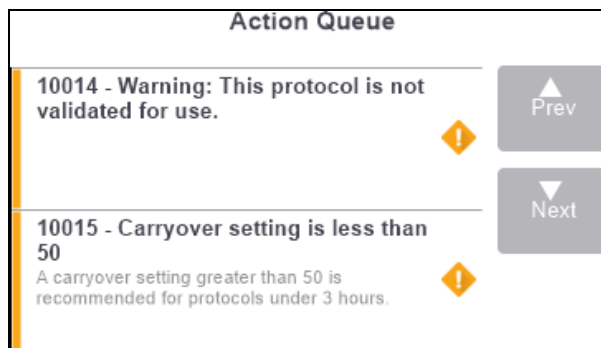 Action Queue
10014 - Warning: This protocol is not
validated for use.
Prev
Next
10015 - Carryover setting is less than
50
A carryover setting greater than 50 is
recommended for protocols under 3 hours.